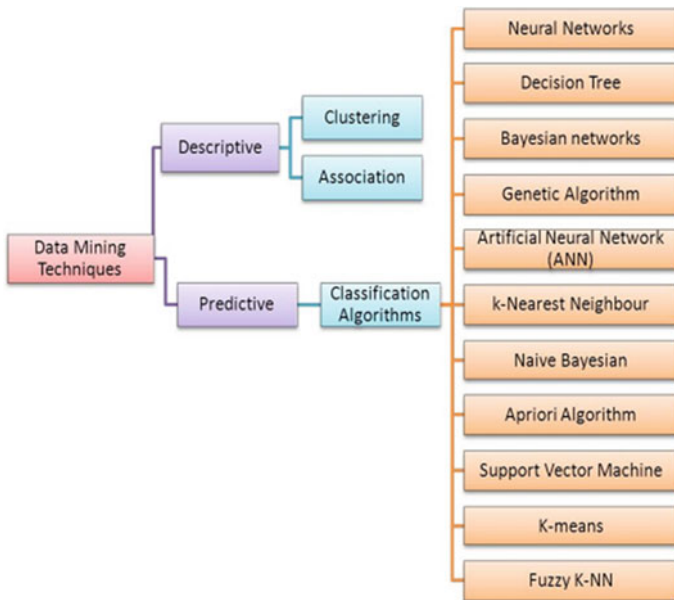 Data Mining
Techniques
Descriptive
Clustering
Association
Predictive
Classification
Algorithms
Neural Networks
Decision Tree
Bayesian networks
Genetic Algorithm
Artificial Neural Network
(ANN)
k-Nearest Neighbour
Naive Bayesian
Apriori Algorithm
Support Vector Machine
K-means
Fuzzy K-NN